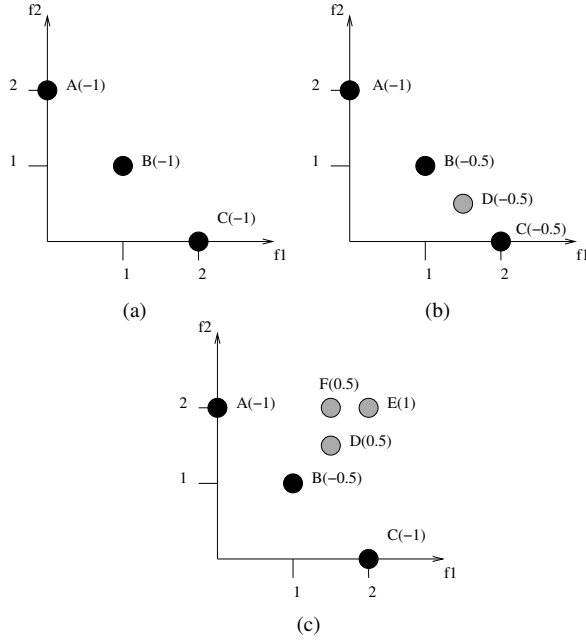 f2
A(−1)
2
B(−1)
1
C(−1)
f1
1
2
(a)
f2
A(−1)
2
B(−0.5)
1
D(−0.5)
C(−0.5)
f1
1
2
(b)
f2
F(0.5)
A(−1)
E(1)
2
D(0.5)
B(−0.5)
1
C(−1)
f1
1
2
(c)